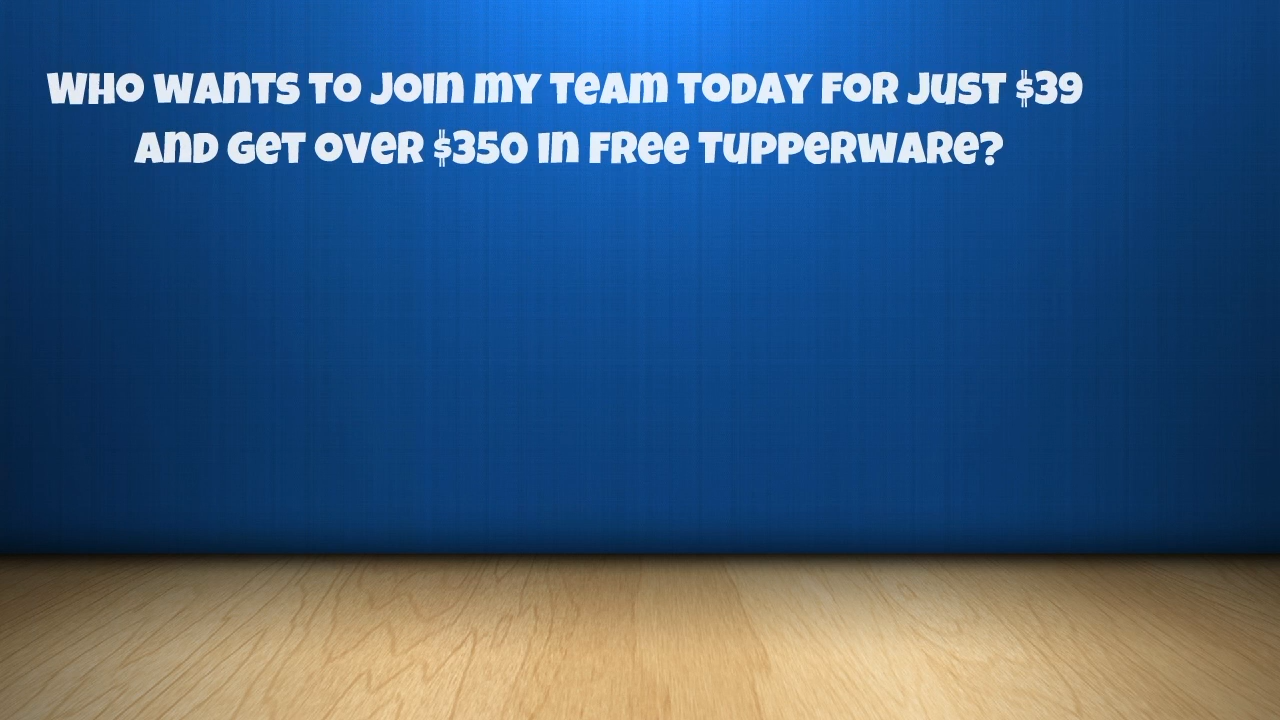 WHO WANTS TO JOIN MY TEAM TODAY FOR JUST $39
AND GET OVER $350 IN FREE TUPPERWARE?